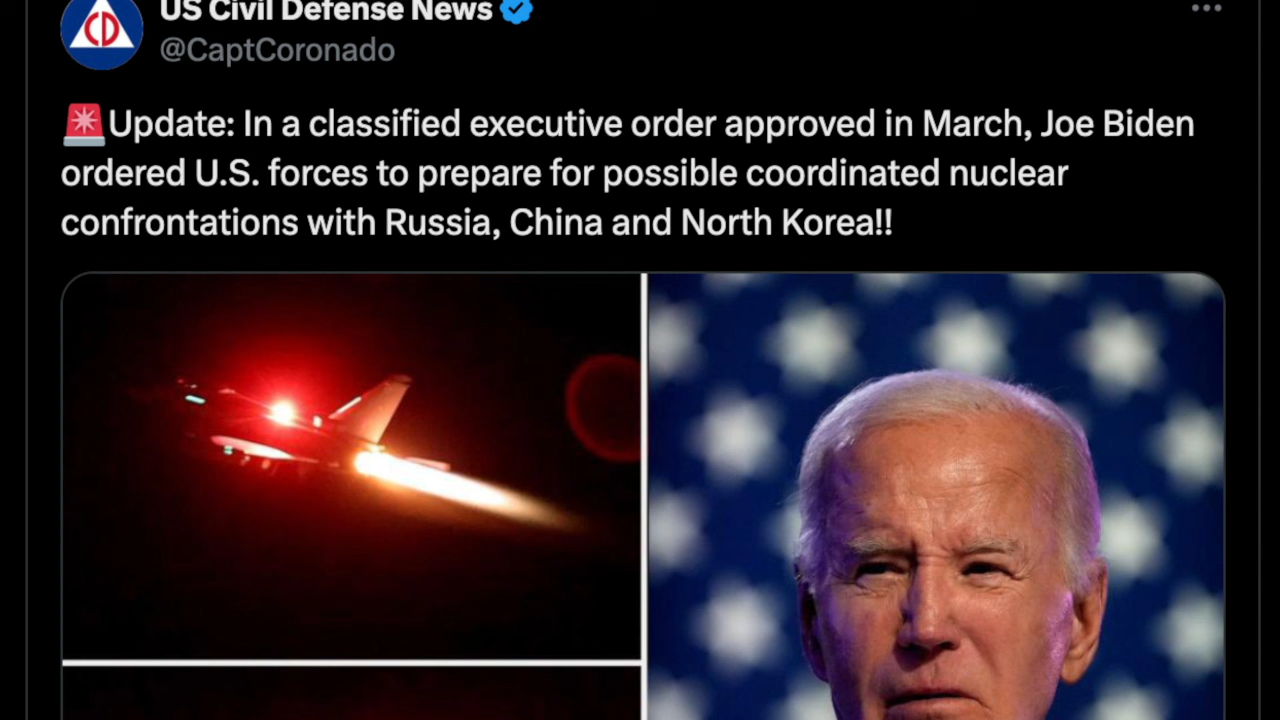 US Civil Defense News
@CaptCoronado
CD
🚨Update: In a classified executive order approved in March, Joe Biden
ordered U.S. forces to prepare for possible coordinated nuclear
confrontations with Russia, China and North Korea!!